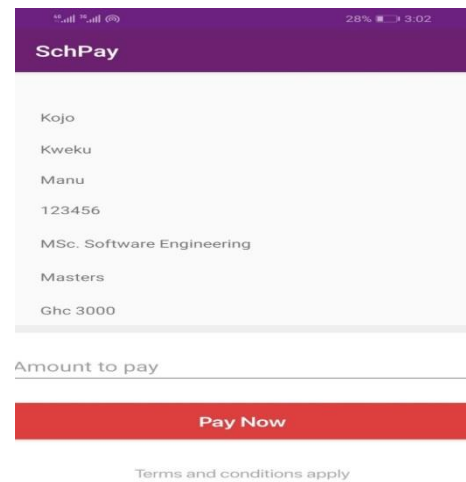 28% 3:02
SchPay
Kojo
Kweku
Manu
123456
MSc. Software Engineering
Masters
Ghc 3000
Amount to pay
Pay Now
Terms and conditions apply